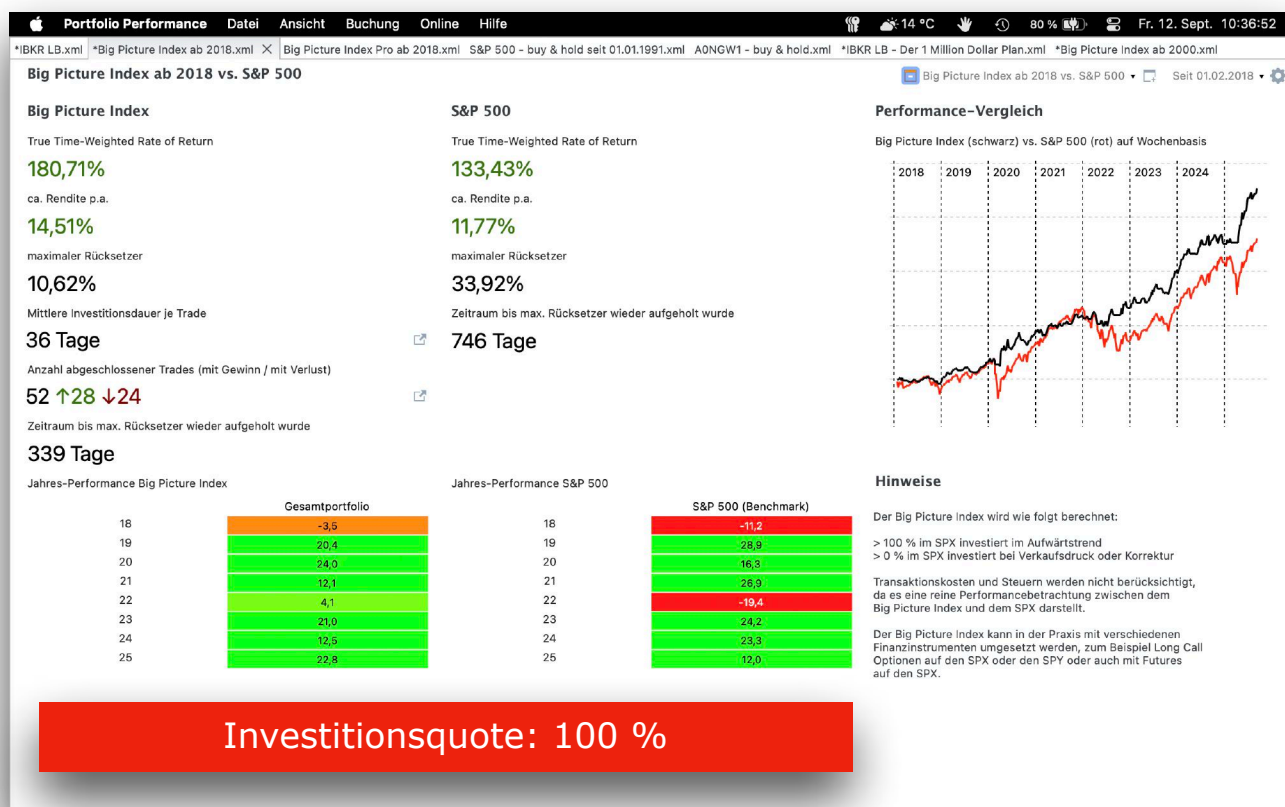 Portfolio Performance Datei Ansicht Buchung Online Hilfe 14 °C 80 % Fr. 12. Sept. 10:36:52
*IBKR LB.xml *Big Picture Index ab 2018.xml Big Picture Index Pro ab 2018.xml S&P 500 - buy & hold seit 01.01.1991.xml A0NGW1 - buy & hold.xml *IBKR LB - Der 1 Million Dollar Plan.xml *Big Picture Index ab 2000.xml
Big Picture Index ab 2018 vs. S&P 500
Big Picture Index ab 2018 vs. S&P 500 Seit 01.02.2018
Big Picture Index
True Time-Weighted Rate of Return
180,71%
ca. Rendite p.a.
14,51%
maximaler Rücksetzer
10,62%
Mittlere Investitionsdauer je Trade
36 Tage
Anzahl abgeschlossener Trades (mit Gewinn / mit Verlust)
52 ↑28 ↓24
Zeitraum bis max. Rücksetzer wieder aufgeholt wurde
339 Tage
Jahres-Performance Big Picture Index
Gesamtportfolio
18 -3,5
19 20,4
20 24,0
21 12,1
22 4,1
23 21,0
24 12,5
25 22,8
S&P 500
True Time-Weighted Rate of Return
133,43%
ca. Rendite p.a.
11,77%
maximaler Rücksetzer
33,92%
Zeitraum bis max. Rücksetzer wieder aufgeholt wurde
746 Tage
Jahres-Performance S&P 500
S&P 500 (Benchmark)
18 -11,2
19 28,9
20 16,3
21 26,9
22 -19,4
23 24,2
24 23,3
25 12,0
Performance-Vergleich
Big Picture Index (schwarz) vs. S&P 500 (rot) auf Wochenbasis
2018 2019 2020 2021 2022 2023 2024
Hinweise
Der Big Picture Index wird wie folgt berechnet:
> 100 % im SPX investiert im Aufwärtstrend
> 0 % im SPX investiert bei Verkaufsdruck oder Korrektur
Transaktionskosten und Steuern werden nicht berücksichtigt,
da es eine reine Performancebetrachtung zwischen dem
Big Picture Index und dem SPX darstellt.
Der Big Picture Index kann in der Praxis mit verschiedenen
Finanzinstrumenten umgesetzt werden, zum Beispiel Long Call
Optionen auf den SPX oder den SPY oder auch mit Futures
auf den SPX.
Investitionsquote: 100 %